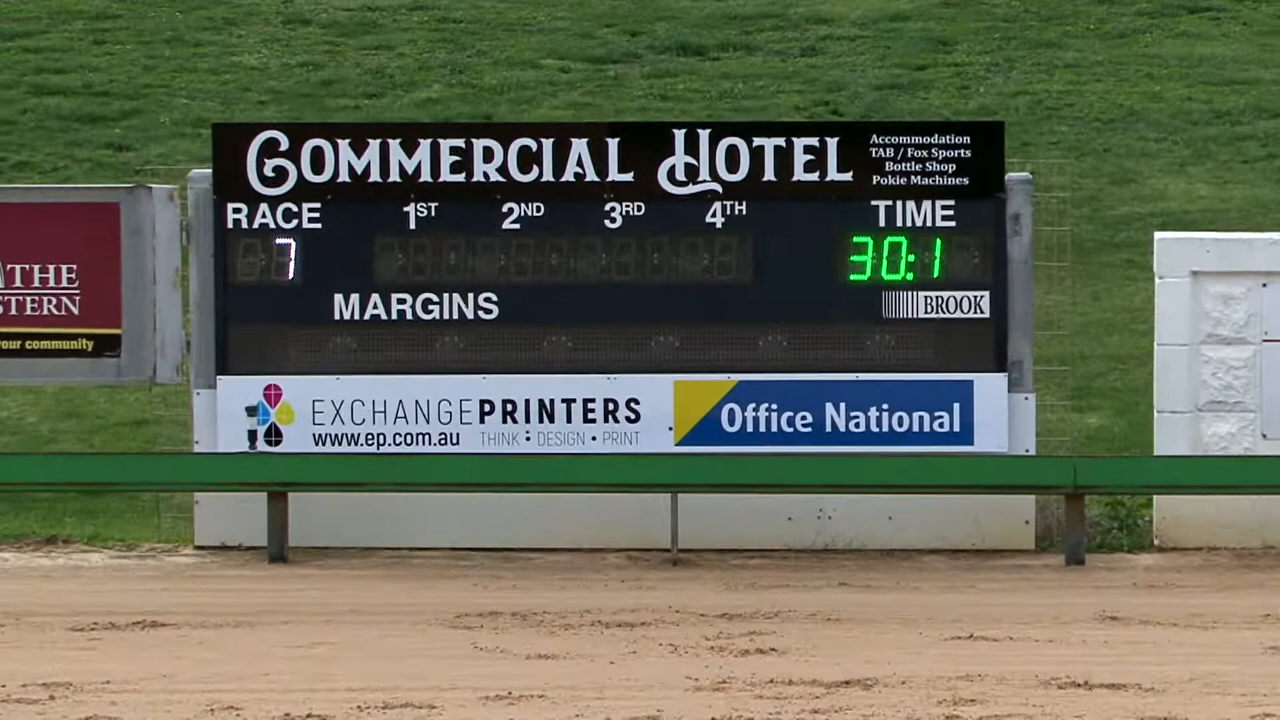 COMMERCIAL HOTEL
Accommodation
TAB / Fox Sports
Bottle Shop
Pokie Machines
RACE 1ST 2ND 3RD 4TH TIME
7 30:1
MARGINS
BROOK
THE
STERN
your community
EXCHANGEPRINTERS
www.ep.com.au THINK • DESIGN • PRINT
Office National